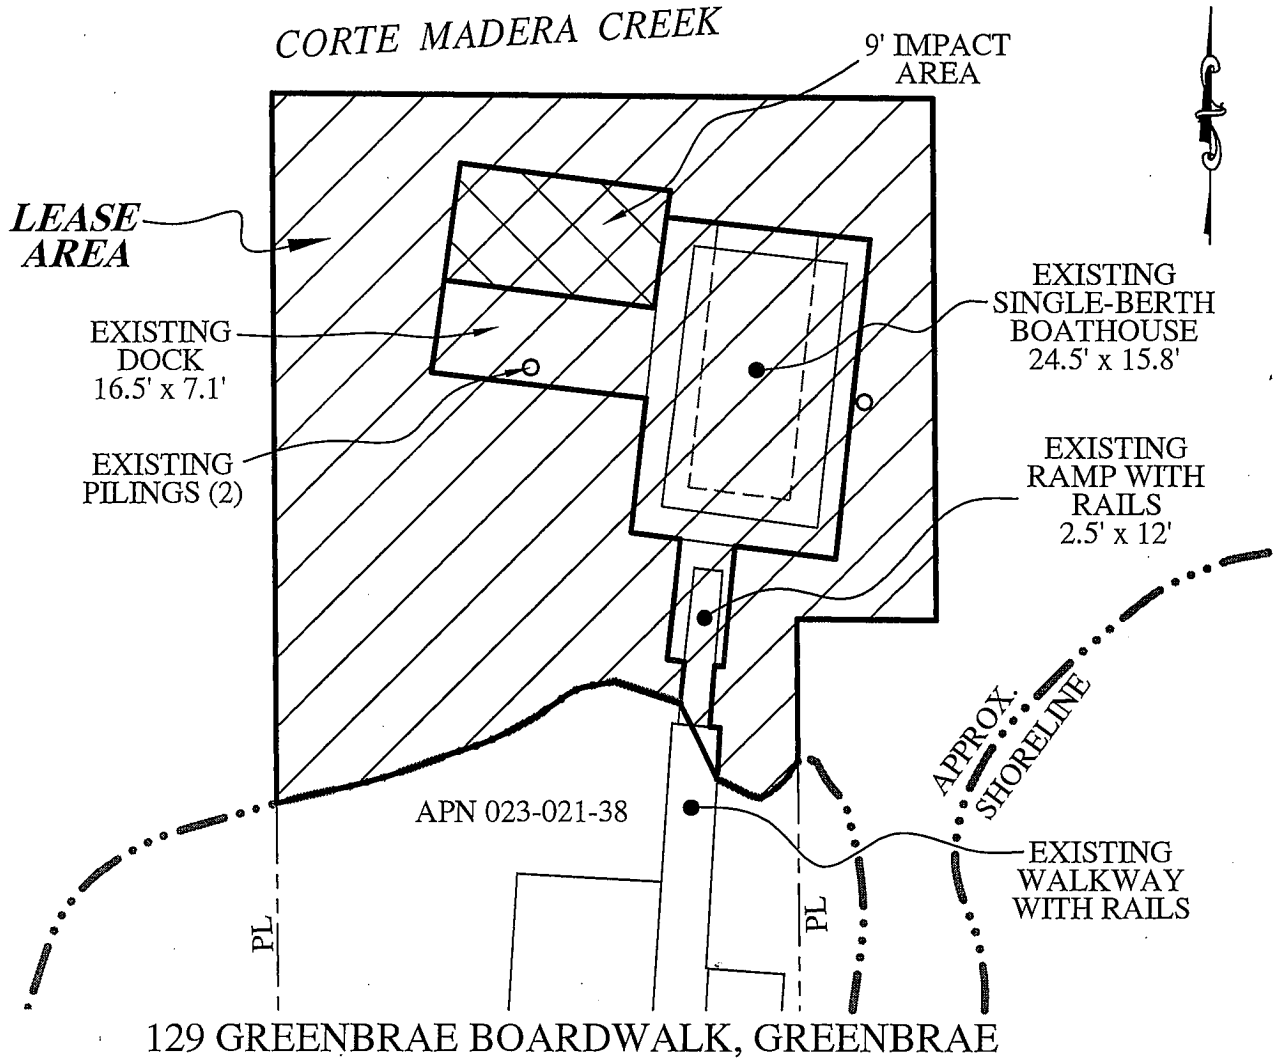 CORTE MADERA CREEK
9' IMPACT
AREA
LEASE
AREA
EXISTING
DOCK
16.5' x 7.1'
EXISTING
PILINGS (2)
EXISTING
SINGLE-BERTH
BOATHOUSE
24.5' x 15.8'
EXISTING
RAMP WITH
RAILS
2.5' x 12'
APPROX.
SHORELINE
APN 023-021-38
EXISTING
WALKWAY
WITH RAILS
PL
PL
129 GREENBRAE BOARDWALK, GREENBRAE